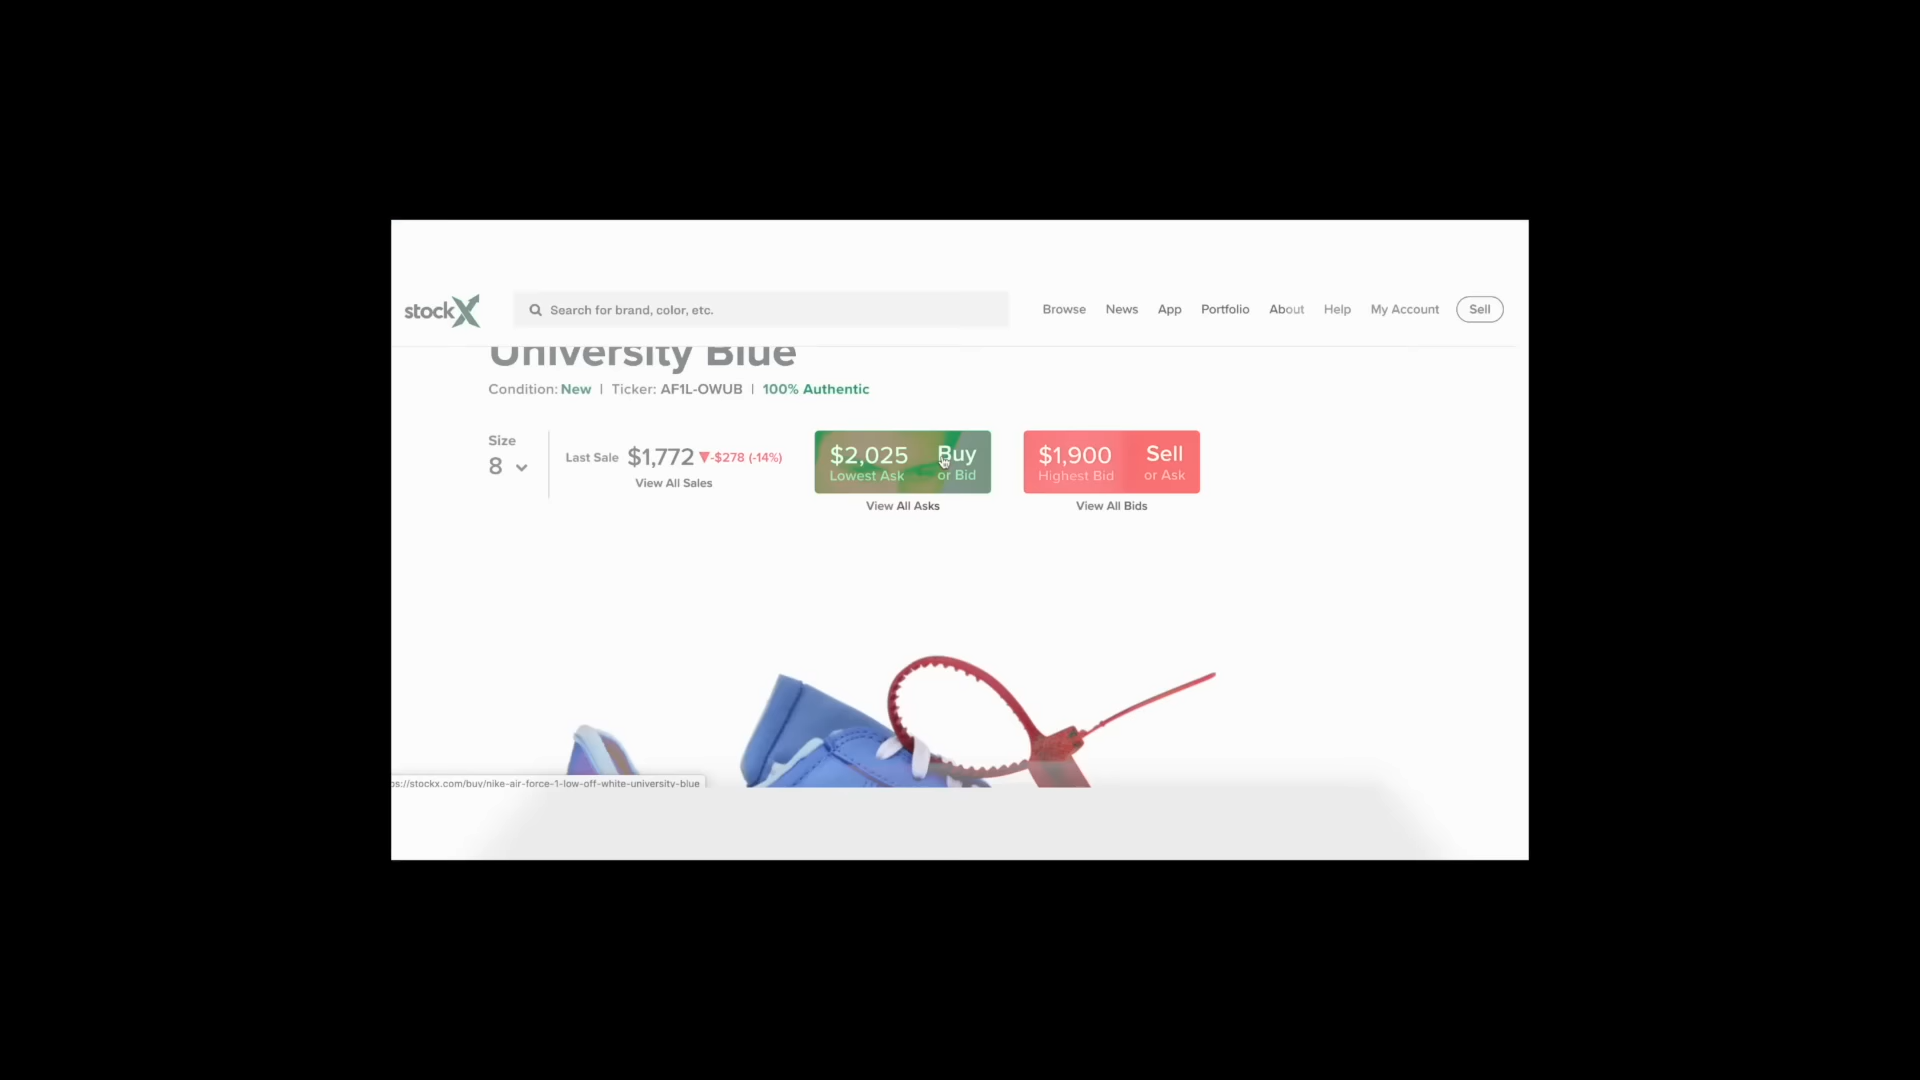 stockX
Search for brand, color, etc.
Browse News App Portfolio About Help My Account Sell
University Blue
Condition: New | Ticker: AF1L-OWUB | 100% Authentic
Size
8
Last Sale $1,772 ▼-$278 (-14%)
View All Sales
$2,025 Buy
Lowest Ask or Bid
View All Asks
$1,900 Sell
Highest Bid or Ask
View All Bids
ps://stockx.com/buy/nike-air-force-1-low-off-white-university-blue